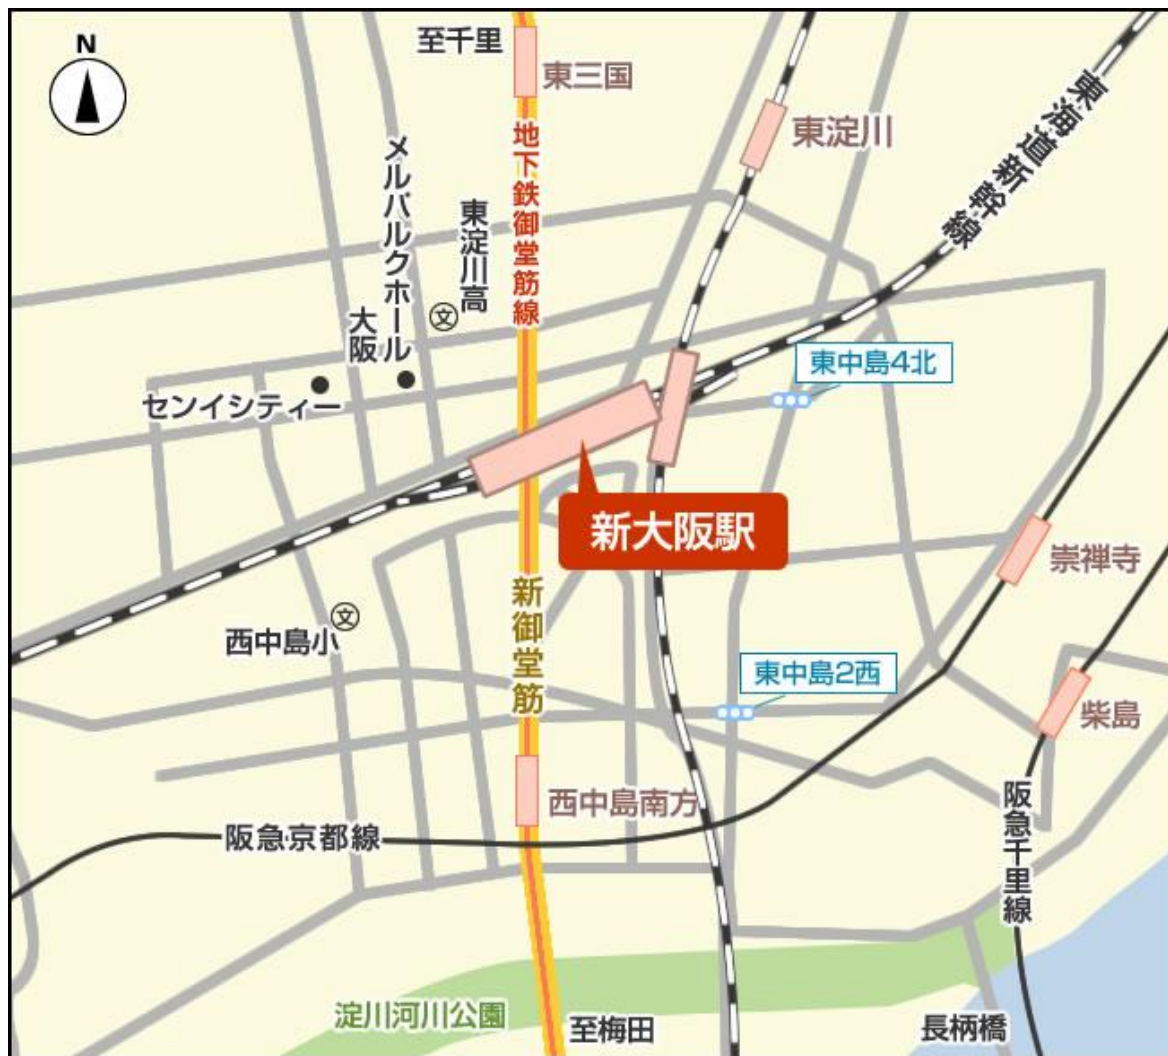 N
至千里
東三国
東淀川
東海道新幹線
地下鉄御堂筋線
メルパルクホール
大阪
東淀川高
文
センイシティー
東中島4北
新大阪駅
崇禅寺
文
西中島小
新御堂筋
東中島2西
柴島
西中島南方
阪急京都線
阪急千里線
淀川河川公園
至梅田
長柄橋